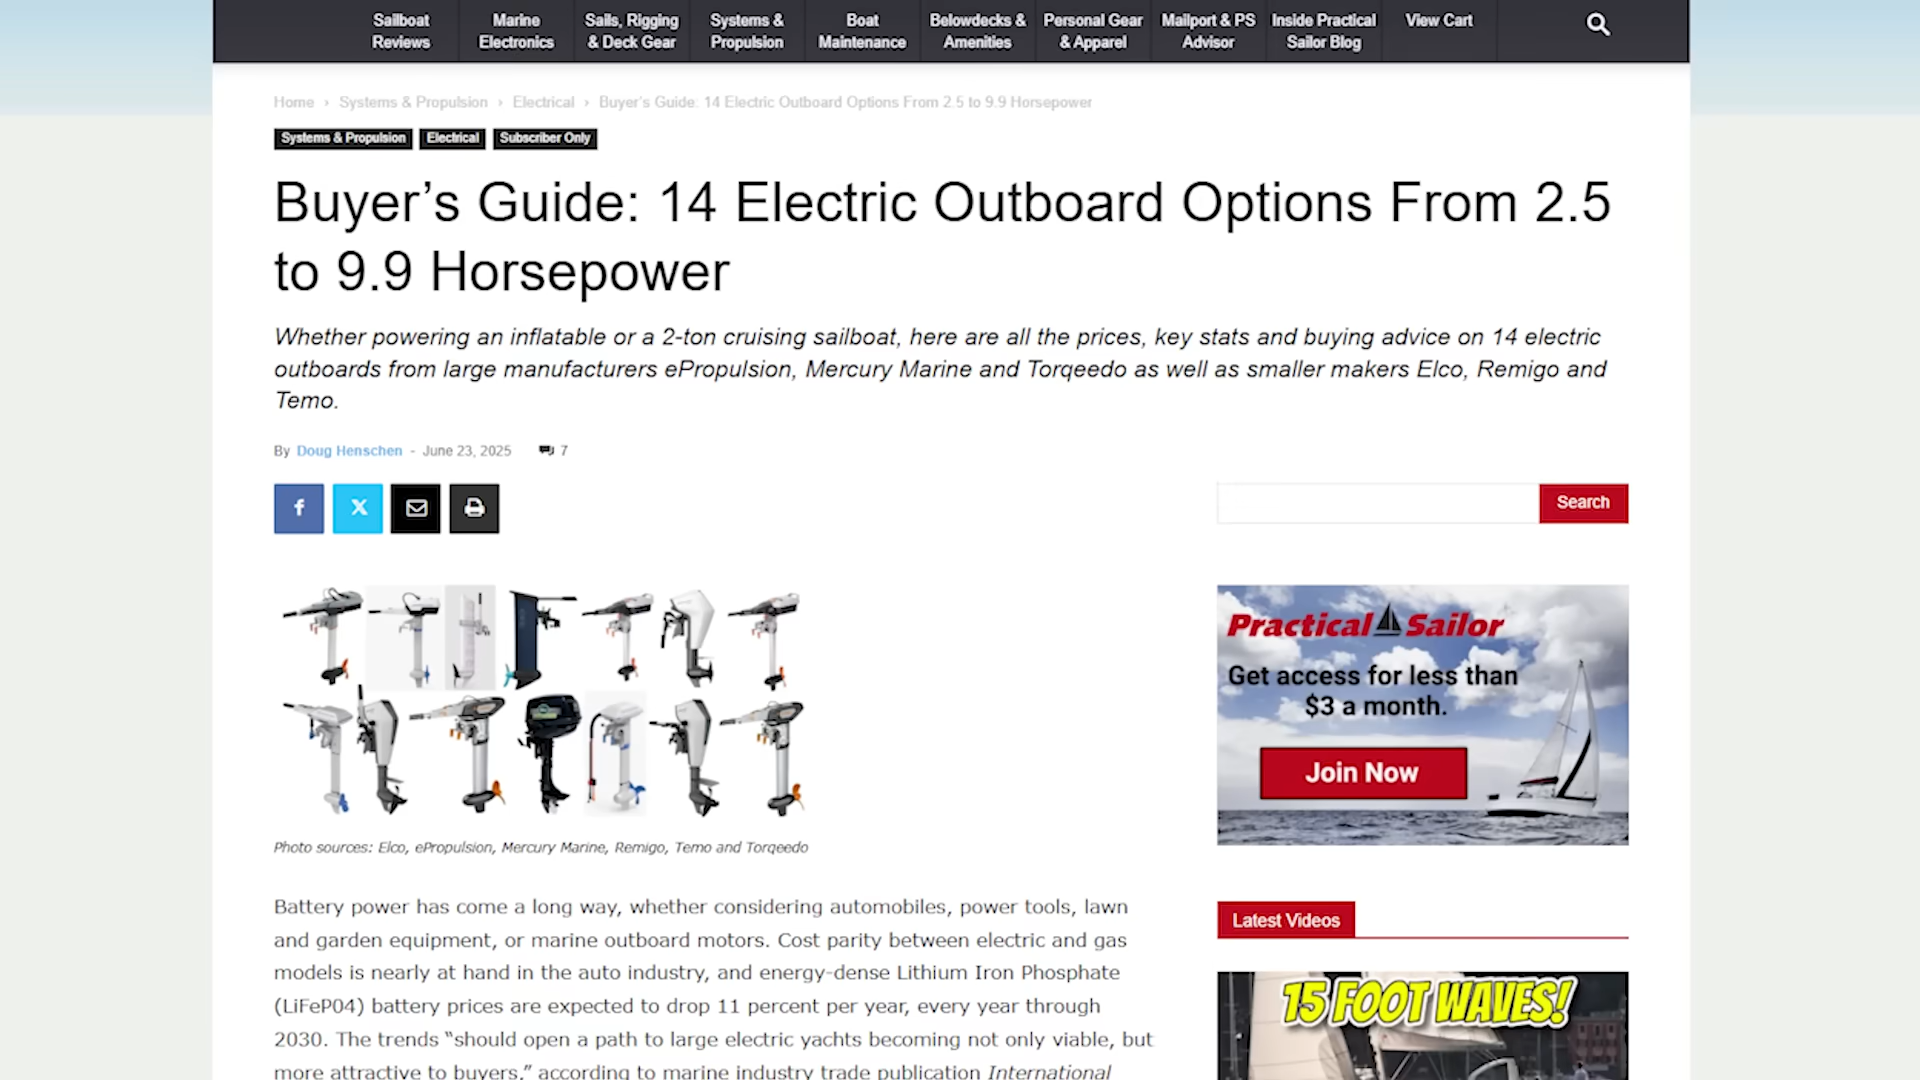 Sailboat Reviews
Marine Electronics
Sails, Rigging & Deck Gear
Systems & Propulsion
Boat Maintenance
Belowdecks & Amenities
Personal Gear & Apparel
Mailport & PS Advisor
Inside Practical Sailor Blog
View Cart
Home › Systems & Propulsion › Electrical › Buyer's Guide: 14 Electric Outboard Options From 2.5 to 9.9 Horsepower
Systems & Propulsion Electrical Subscriber Only
Buyer’s Guide: 14 Electric Outboard Options From 2.5
to 9.9 Horsepower
Whether powering an inflatable or a 2-ton cruising sailboat, here are all the prices, key stats and buying advice on 14 electric
outboards from large manufacturers ePropulsion, Mercury Marine and Torqeedo as well as smaller makers Elco, Remigo and
Temo.
By Doug Henschen - June 23, 2025 7
Search
Practical Sailor
Get access for less than
$3 a month.
Join Now
Photo sources: Elco, ePropulsion, Mercury Marine, Remigo, Temo and Torqeedo
Battery power has come a long way, whether considering automobiles, power tools, lawn
and garden equipment, or marine outboard motors. Cost parity between electric and gas
models is nearly at hand in the auto industry, and energy-dense Lithium Iron Phosphate
(LiFeP04) battery prices are expected to drop 11 percent per year, every year through
2030. The trends “should open a path to large electric yachts becoming not only viable, but
more attractive to buyers,” according to marine industry trade publication International
Latest Videos
15 FOOT WAVES!